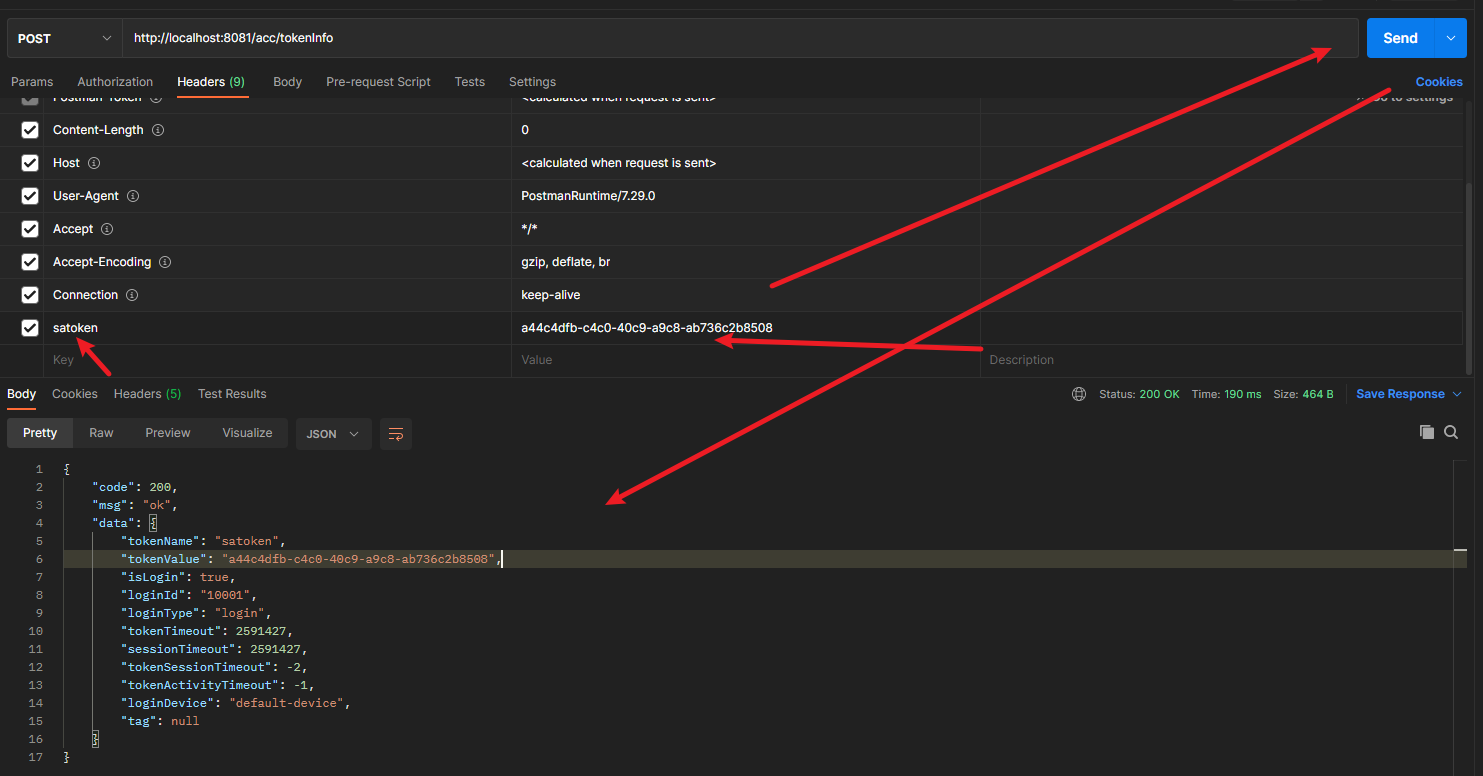 POST http://localhost:8081/acc/tokenInfo Send
Params Authorization Headers (9) Body Pre-request Script Tests Settings Cookies
Postman-Token <calculated when request is sent> to settings
Content-Length 0
Host <calculated when request is sent>
User-Agent PostmanRuntime/7.29.0
Accept */*
Accept-Encoding gzip, deflate, br
Connection keep-alive
satoken a44c4dfb-c4c0-40c9-a9c8-ab736c2b8508
Key Value Description
Body Cookies Headers (5) Test Results Status: 200 OK Time: 190 ms Size: 464 B Save Response
Pretty Raw Preview Visualize JSON
1 {
2 "code": 200,
3 "msg": "ok",
4 "data": {
5 "tokenName": "satoken",
6 "tokenValue": "a44c4dfb-c4c0-40c9-a9c8-ab736c2b8508",
7 "isLogin": true,
8 "loginId": "10001",
9 "loginType": "login",
10 "tokenTimeout": 2591427,
11 "sessionTimeout": 2591427,
12 "tokenSessionTimeout": -2,
13 "tokenActivityTimeout": -1,
14 "loginDevice": "default-device",
15 "tag": null
16 }
17 }